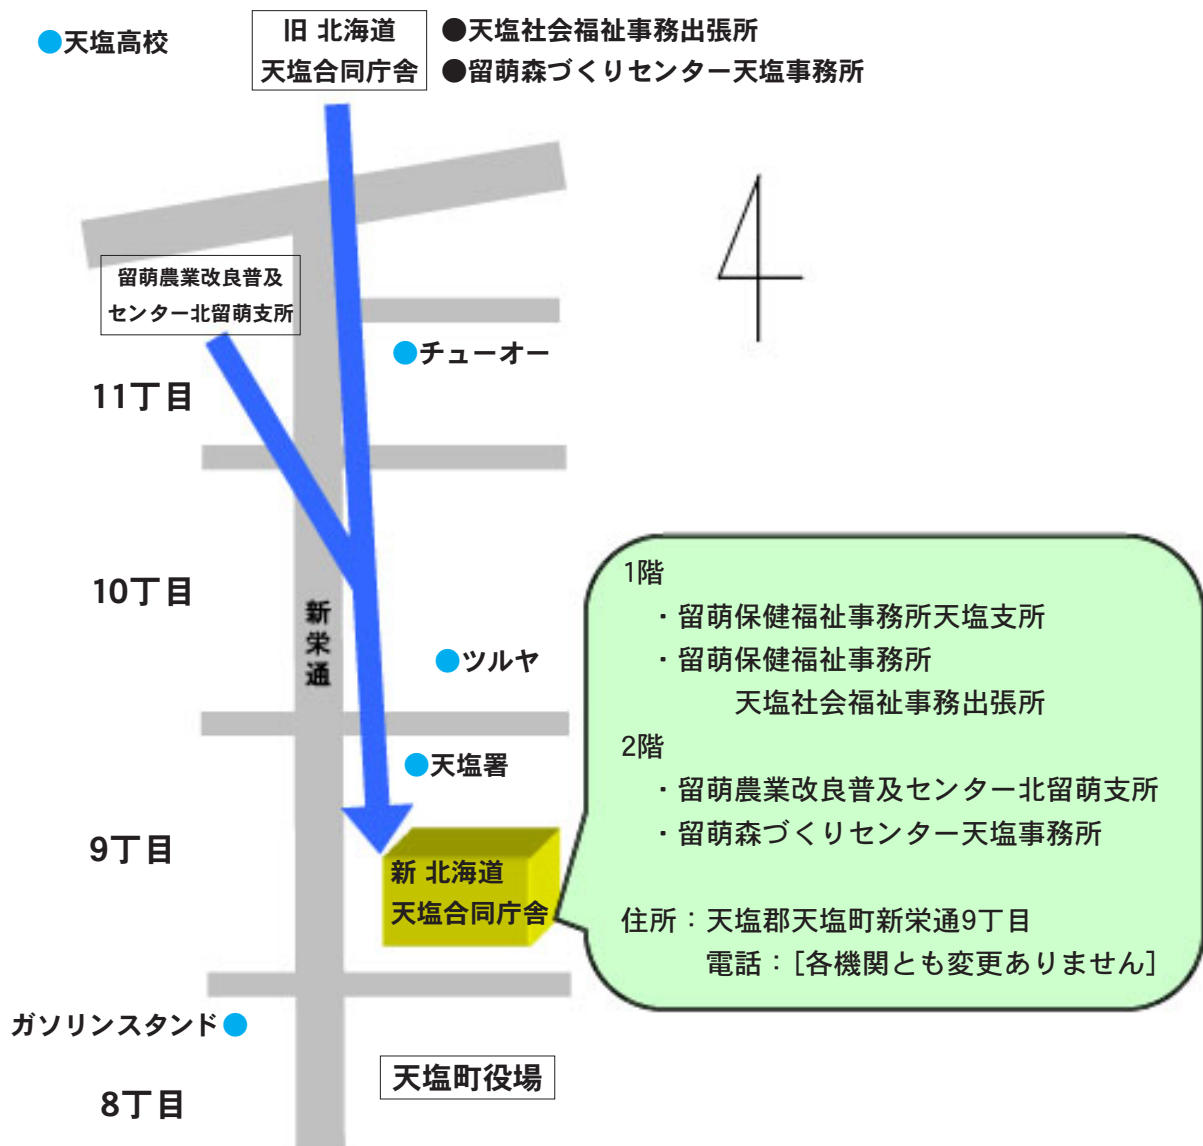 ●天塩高校
旧 北海道
天塩合同庁舎
●天塩社会福祉事務出張所
●留萌森づくりセンター天塩事務所
留萌農業改良普及
センター北留萌支所
●チューオー
11丁目
10丁目
新栄通
●ツルヤ
●天塩署
9丁目
新 北海道
天塩合同庁舎
1階
・留萌保健福祉事務所天塩支所
・留萌保健福祉事務所
天塩社会福祉事務出張所
2階
・留萌農業改良普及センター北留萌支所
・留萌森づくりセンター天塩事務所
住所：天塩郡天塩町新栄通9丁目
電話：[各機関とも変更ありません]
ガソリンスタンド●
天塩町役場
8丁目